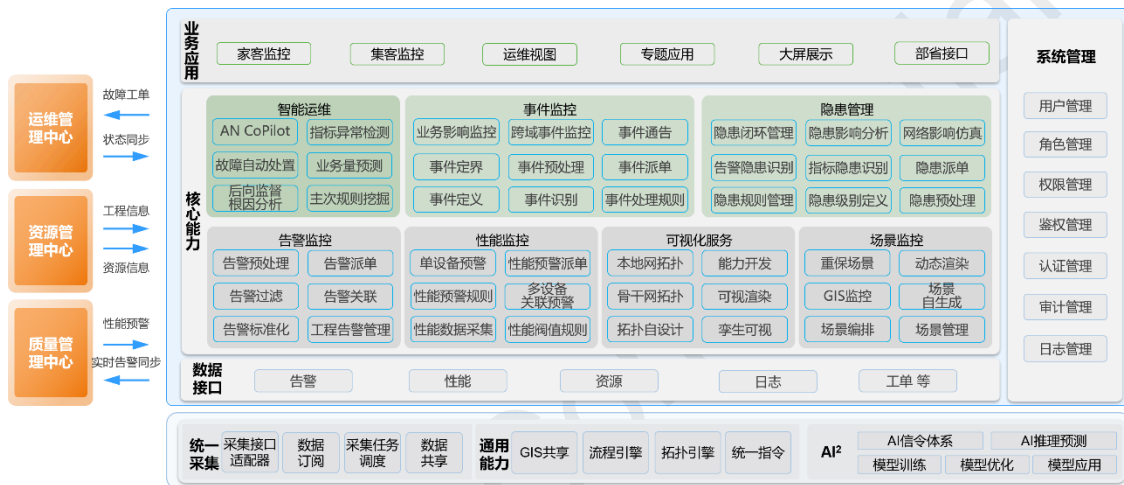 运维管
理中心
故障工单
状态同步
资源管
理中心
工程信息
资源信息
质量管
理中心
性能预警
实时告警同步
业务应用
家客监控
集客监控
运维视图
专题应用
大屏展示
部省接口
核心能力
智能运维
AN CoPilot
指标异常检测
故障自动处置
业务量预测
后向监督
根因分析
主次规则挖掘
事件监控
业务影响监控
跨域事件监控
事件通告
事件定界
事件预处理
事件派单
事件定义
事件识别
事件处理规则
隐患管理
隐患闭环管理
隐患影响分析
网络影响仿真
告警隐患识别
指标隐患识别
隐患派单
隐患规则管理
隐患级别定义
隐患预处理
告警监控
告警预处理
告警派单
告警过滤
告警关联
告警标准化
工程告警管理
性能监控
单设备预警
性能预警派单
性能预警规则
多设备
关联预警
性能数据采集
性能阀值规则
可视化服务
本地网拓扑
能力开发
骨干网拓扑
可视渲染
拓扑自设计
孪生可视
场景监控
重保场景
动态渲染
GIS监控
场景
自生成
场景编排
场景管理
数据
接口
告警
性能
资源
日志
工单 等
系统管理
用户管理
角色管理
权限管理
鉴权管理
认证管理
审计管理
日志管理
统一
采集
采集接口
适配器
数据
订阅
采集任务
调度
数据
共享
通用
能力
GIS共享
流程引擎
拓扑引擎
统一指令
AI²
AI信令体系
AI推理预测
模型训练
模型优化
模型应用